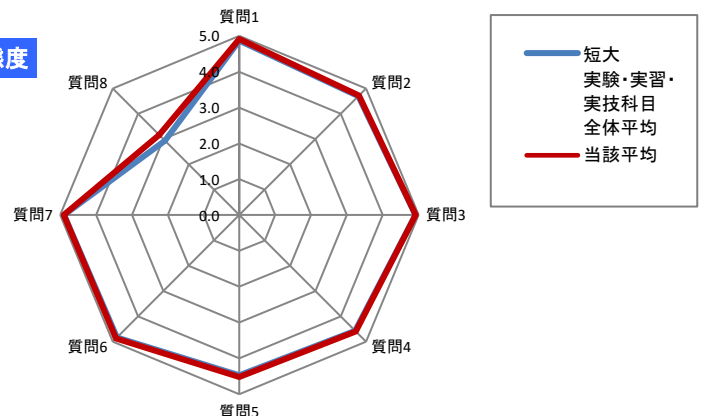 質問1
5.0
態度
質問8
4.0
質問2
3.0
2.0
1.0
質問7
0.0
質問3
質問6
質問4
質問5
短大
実験・実習・
実技科目
全体平均
当該平均